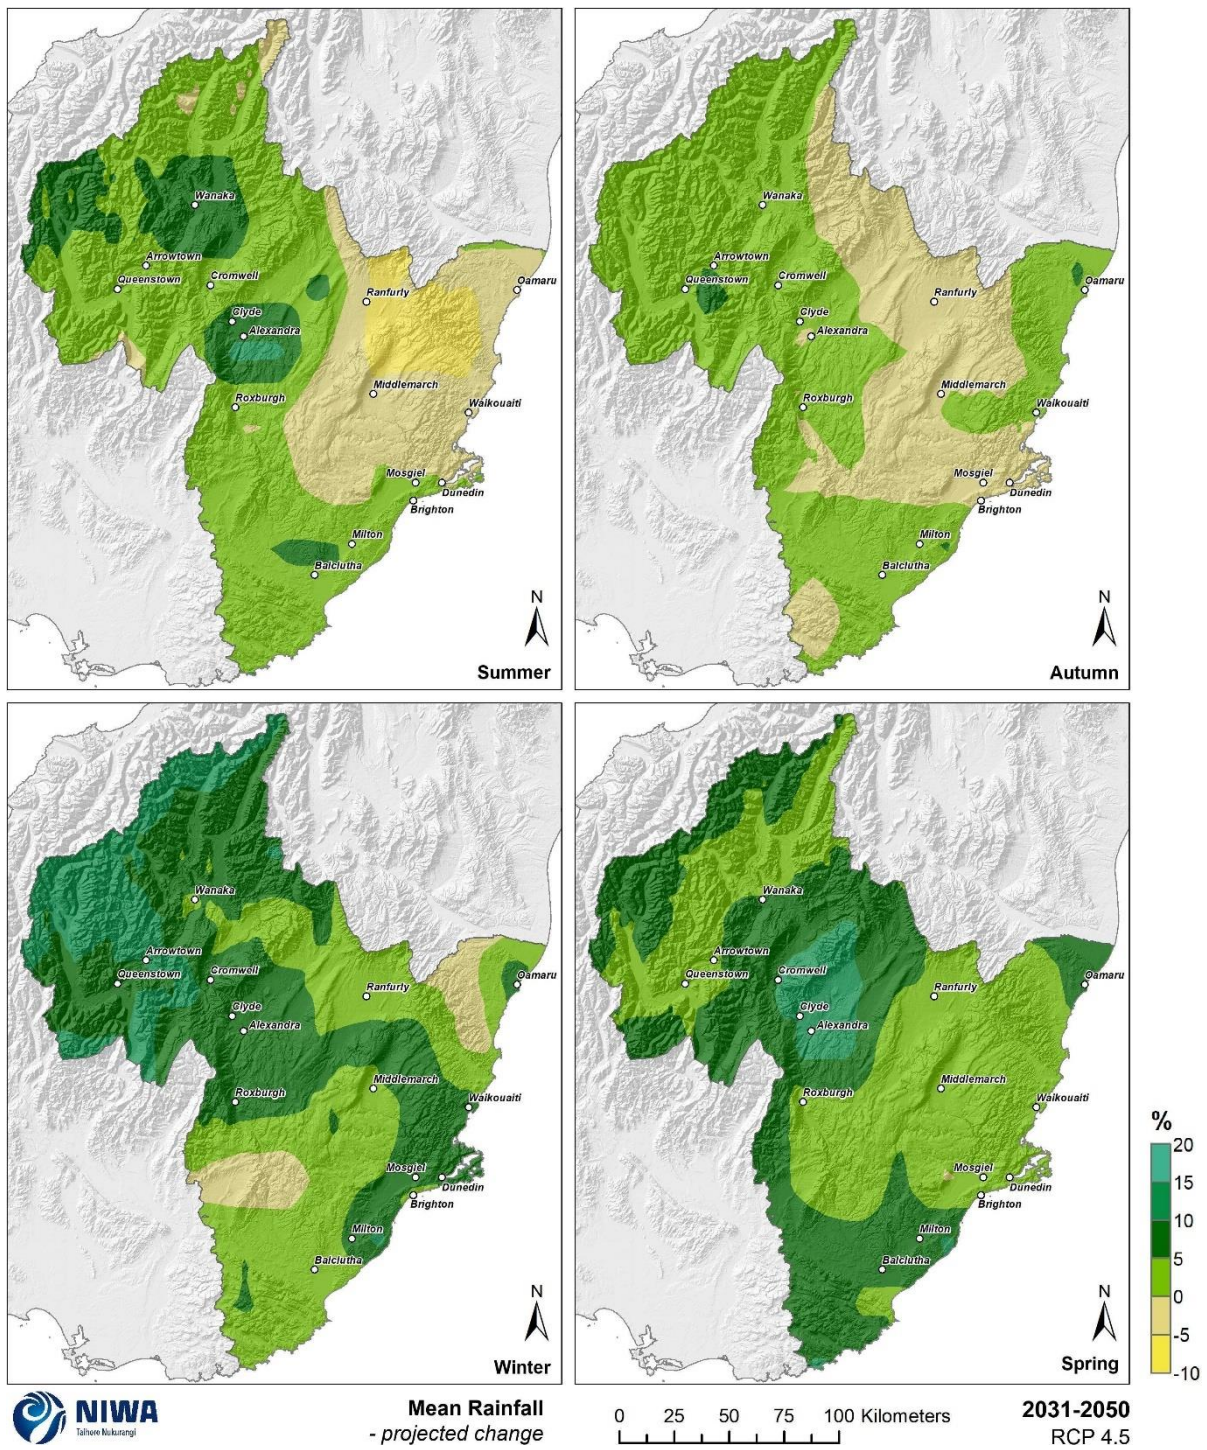 Wanaka
Arrowtown
Queenstown
Cromwell
Clyde
Alexandra
Ranfurly
Oamaru
Middlemarch
Roxburgh
Waikouaiti
Mosgiel
Dunedin
Brighton
Milton
Balclutha
N
Summer
Wanaka
Arrowtown
Queenstown
Cromwell
Clyde
Alexandra
Ranfurly
Oamaru
Middlemarch
Roxburgh
Waikouaiti
Mosgiel
Dunedin
Brighton
Milton
Balclutha
N
Autumn
Wanaka
Arrowtown
Queenstown
Cromwell
Clyde
Alexandra
Ranfurly
Oamaru
Middlemarch
Roxburgh
Waikouaiti
Mosgiel
Dunedin
Brighton
Milton
Balclutha
N
Winter
Wanaka
Arrowtown
Queenstown
Cromwell
Clyde
Alexandra
Ranfurly
Oamaru
Middlemarch
Roxburgh
Waikouaiti
Mosgiel
Dunedin
Brighton
Milton
Balclutha
N
Spring
%
20
15
10
5
0
-5
-10
NIWA
Taihoro Nukurangi
Mean Rainfall
- projected change
0 25 50 75 100 Kilometers
2031-2050
RCP 4.5